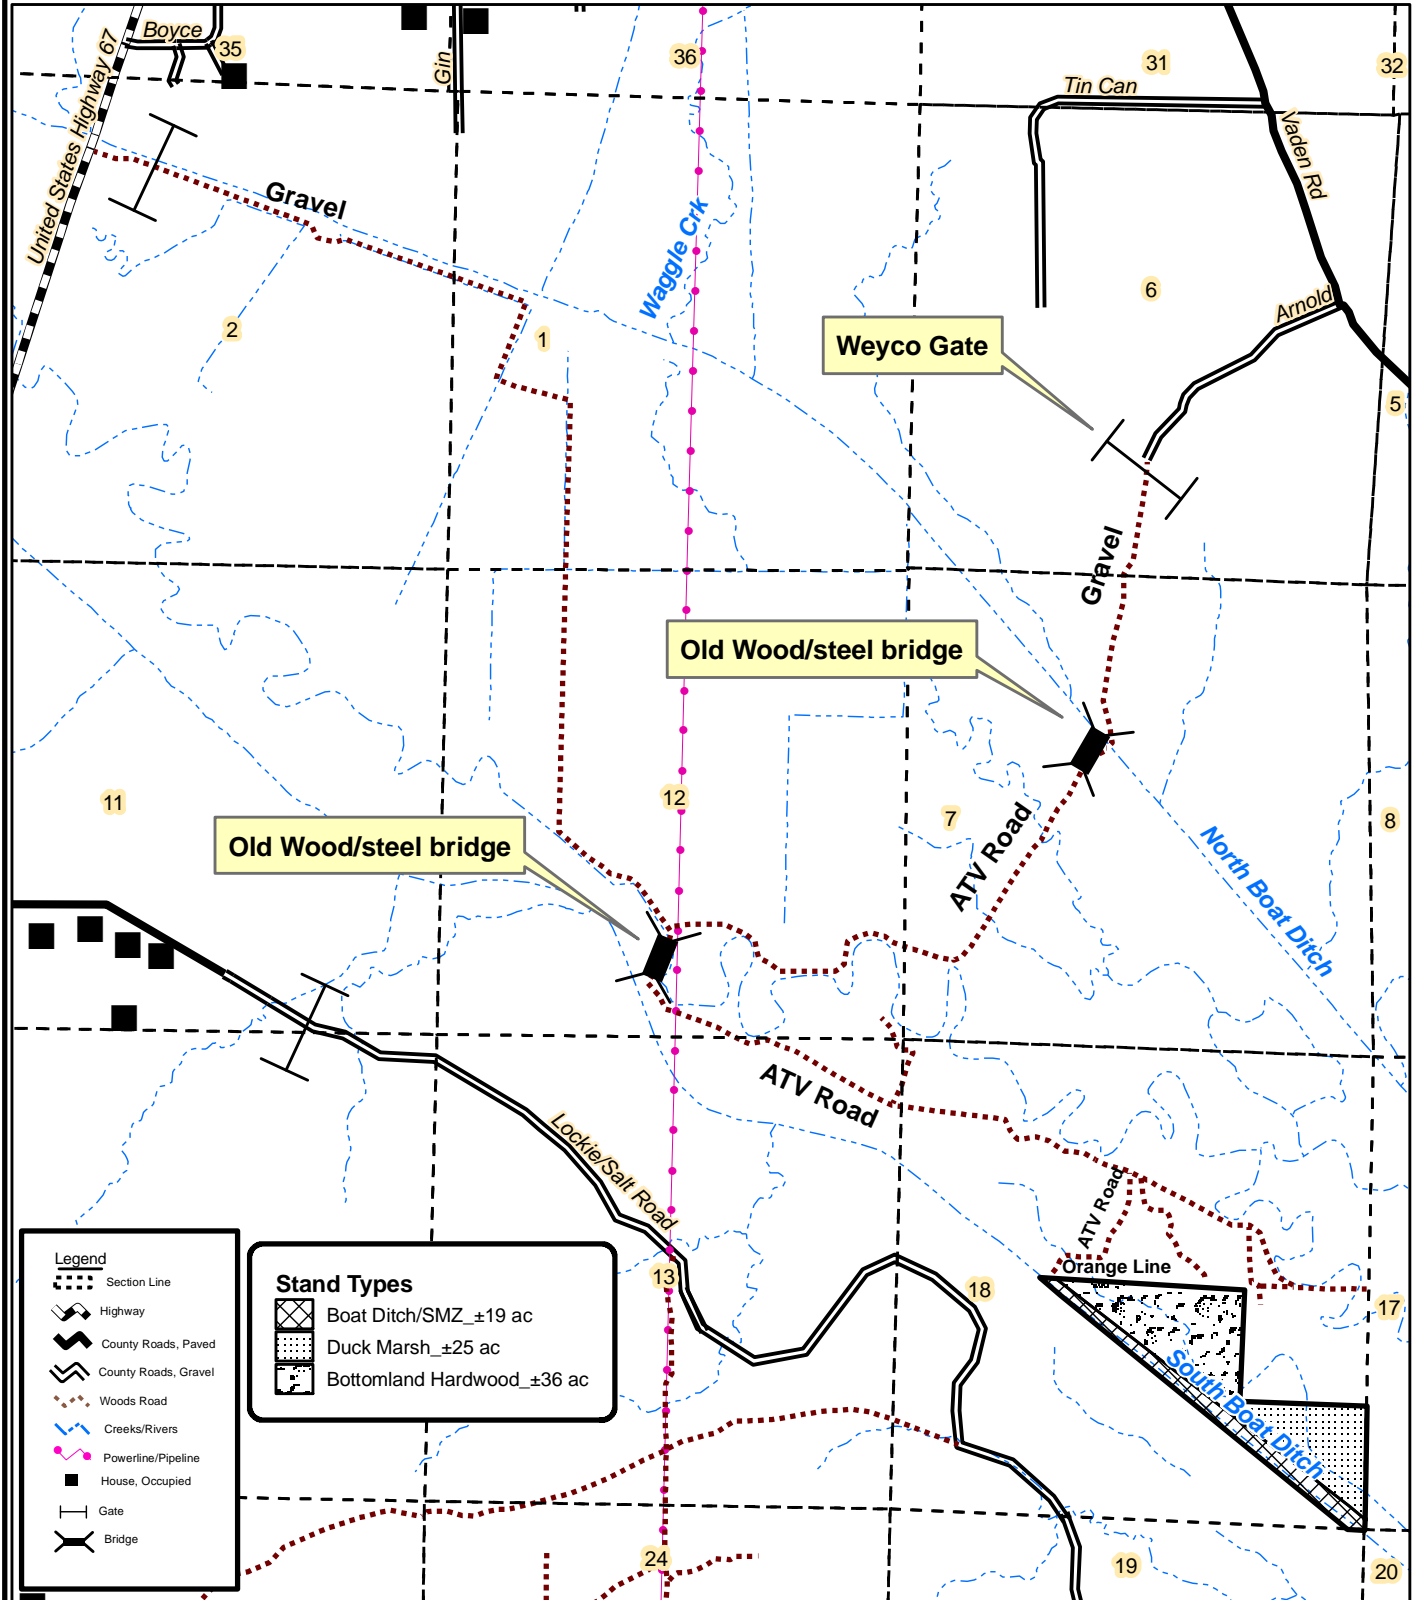 Boyce
35
36
31
32
Gin
Tin Can
United States Highway 67
Vaden Rd
Gravel
Waggle Crk
6
Arnold
2
1
Weyco Gate
5
Gravel
Old Wood/steel bridge
12
11
7
8
ATV Road
Old Wood/steel bridge
North Boat Ditch
ATV Road
Lockie/Salt Road
ATV Road
Orange Line
13
18
17
South Boat Ditch
Legend
Section Line
Highway
County Roads, Paved
County Roads, Gravel
Woods Road
Creeks/Rivers
Powerline/Pipeline
House, Occupied
Gate
Bridge
Stand Types
Boat Ditch/SMZ_±19 ac
Duck Marsh_±25 ac
Bottomland Hardwood_±36 ac
24
19
20